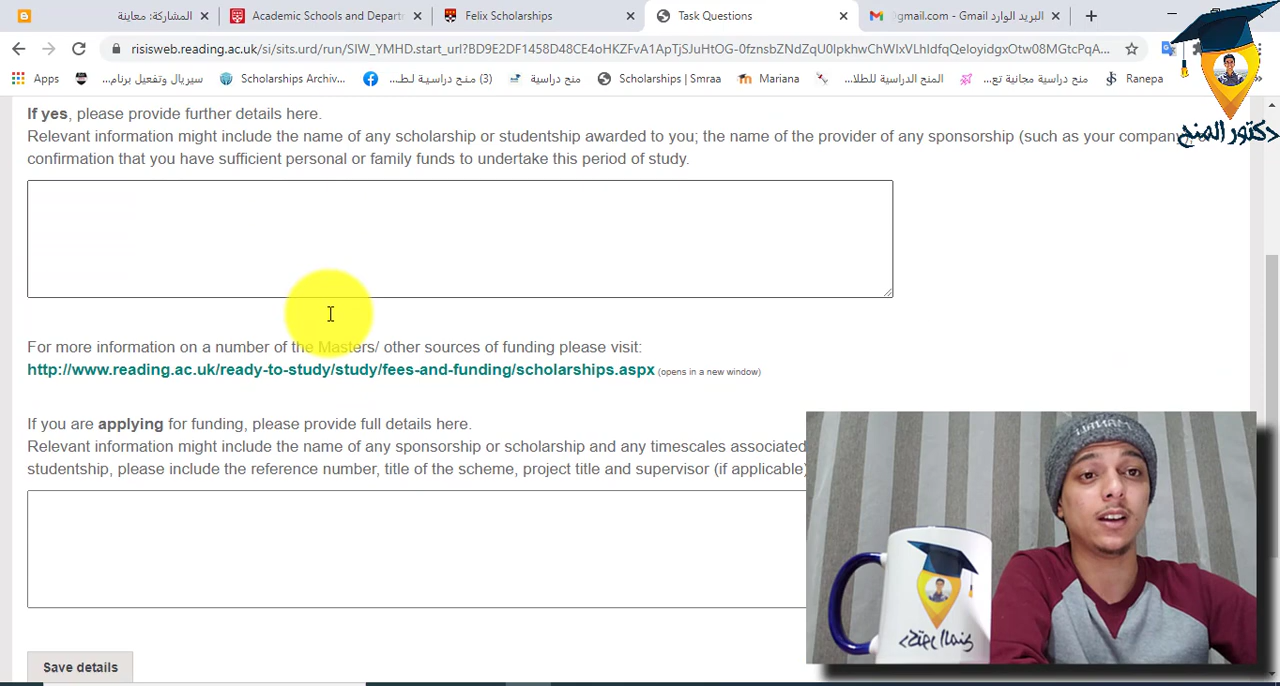 المشاركة: معاينة
Academic Schools and Depart
Felix Scholarships
Task Questions
@gmail.com - Gmail البريد الوارد
risisweb.reading.ac.uk/si/sits.urd/run/SIW_YMHD.start_url
Apps
سيريال وتفعيل برنام...
Scholarships Archiv...
(3) منح دراسيـة لـط...
منح دراسية
Scholarships | Smraa
Mariana
المنح الدراسية للطلا...
منح دراسية مجانية تع...
Ranepa
دكتور المنح
If yes, please provide further details here.
Relevant information might include the name of any scholarship or studentship awarded to you; the name of the provider of any sponsorship (such as your company
confirmation that you have sufficient personal or family funds to undertake this period of study.
For more information on a number of the Masters/ other sources of funding please visit:
http://www.reading.ac.uk/ready-to-study/study/fees-and-funding/scholarships.aspx (opens in a new window)
If you are applying for funding, please provide full details here.
Relevant information might include the name of any sponsorship or scholarship and any timescales associated
studentship, please include the reference number, title of the scheme, project title and supervisor (if applicable)
Save details